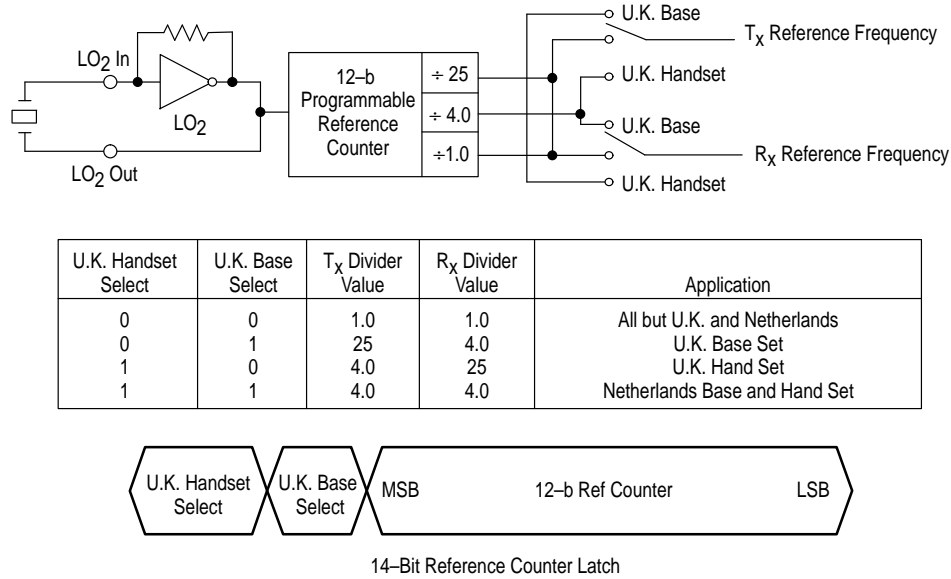 LO2 In
LO2
LO2 Out
12–b
Programmable
Reference
Counter
÷ 25
÷ 4.0
÷1.0
U.K. Base
TX Reference Frequency
U.K. Handset
U.K. Base
RX Reference Frequency
U.K. Handset
U.K. Handset Select U.K. Base Select TX Divider Value RX Divider Value Application
0 0 1.0 1.0 All but U.K. and Netherlands
0 1 25 4.0 U.K. Base Set
1 0 4.0 25 U.K. Hand Set
1 1 4.0 4.0 Netherlands Base and Hand Set
U.K. Handset Select U.K. Base Select MSB 12–b Ref Counter LSB
14–Bit Reference Counter Latch